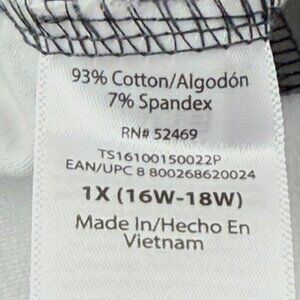 93% Cotton/Algodón
7% Spandex
RN# 52469
TS16100150022P
EAN/UPC 8 800268620024
1X (16W-18W)
Made In/Hecho En
Vietnam